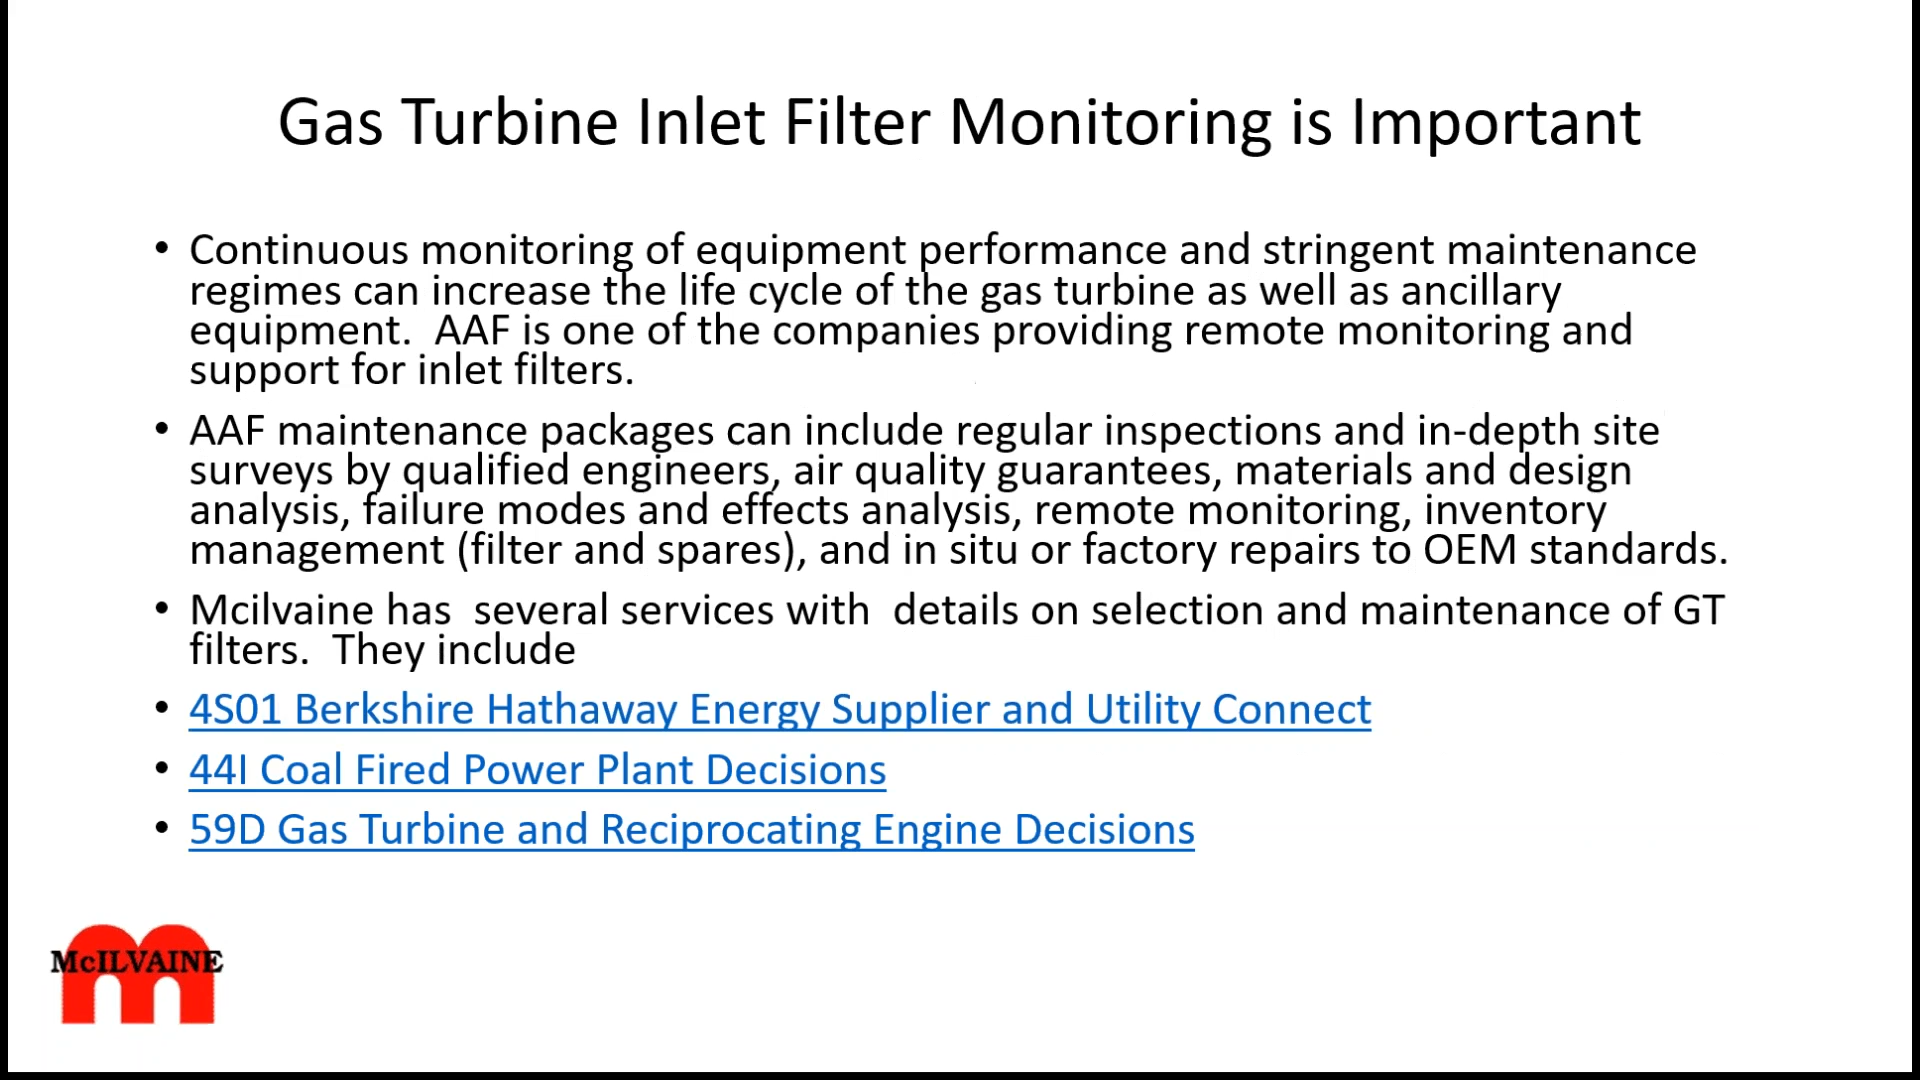 Gas Turbine Inlet Filter Monitoring is Important
• Continuous monitoring of equipment performance and stringent maintenance
regimes can increase the life cycle of the gas turbine as well as ancillary
equipment.  AAF is one of the companies providing remote monitoring and
support for inlet filters.
• AAF maintenance packages can include regular inspections and in-depth site
surveys by qualified engineers, air quality guarantees, materials and design
analysis, failure modes and effects analysis, remote monitoring, inventory
management (filter and spares), and in situ or factory repairs to OEM standards.
• Mcilvaine has  several services with  details on selection and maintenance of GT
filters.  They include
• 4S01 Berkshire Hathaway Energy Supplier and Utility Connect
• 44I Coal Fired Power Plant Decisions
• 59D Gas Turbine and Reciprocating Engine Decisions
McILVAINE